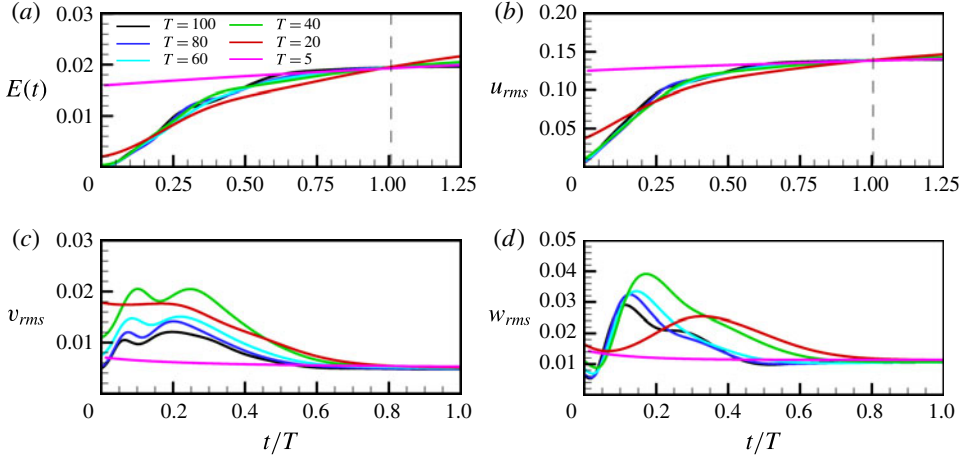 (a)
0.03
0.02
0.01
0
E(t)
T = 100
T = 80
T = 60
T = 40
T = 20
T = 5
0.25
0.50
0.75
1.00
1.25
(b)
0.20
0.15
0.10
0.05
0
u_rms
0.25
0.50
0.75
1.00
1.25
(c)
0.03
0.02
0.01
0
v_rms
0.2
0.4
0.6
0.8
1.0
t/T
(d)
0.05
0.04
0.03
0.02
0.01
0
w_rms
0.2
0.4
0.6
0.8
1.0
t/T